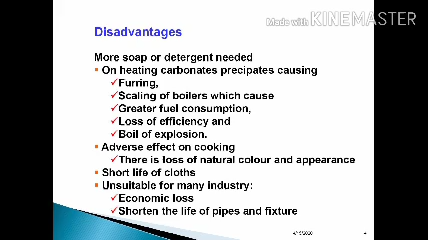 Made with KINEMASTER
Disadvantages
More soap or detergent needed
• On heating carbonates precipates causing
✓Furring,
✓Scaling of boilers which cause
✓Greater fuel consumption,
✓Loss of efficiency and
✓Boil of explosion.
• Adverse effect on cooking
✓There is loss of natural colour and appearance
• Short life of cloths
• Unsuitable for many industry:
✓Economic loss
✓Shorten the life of pipes and fixture